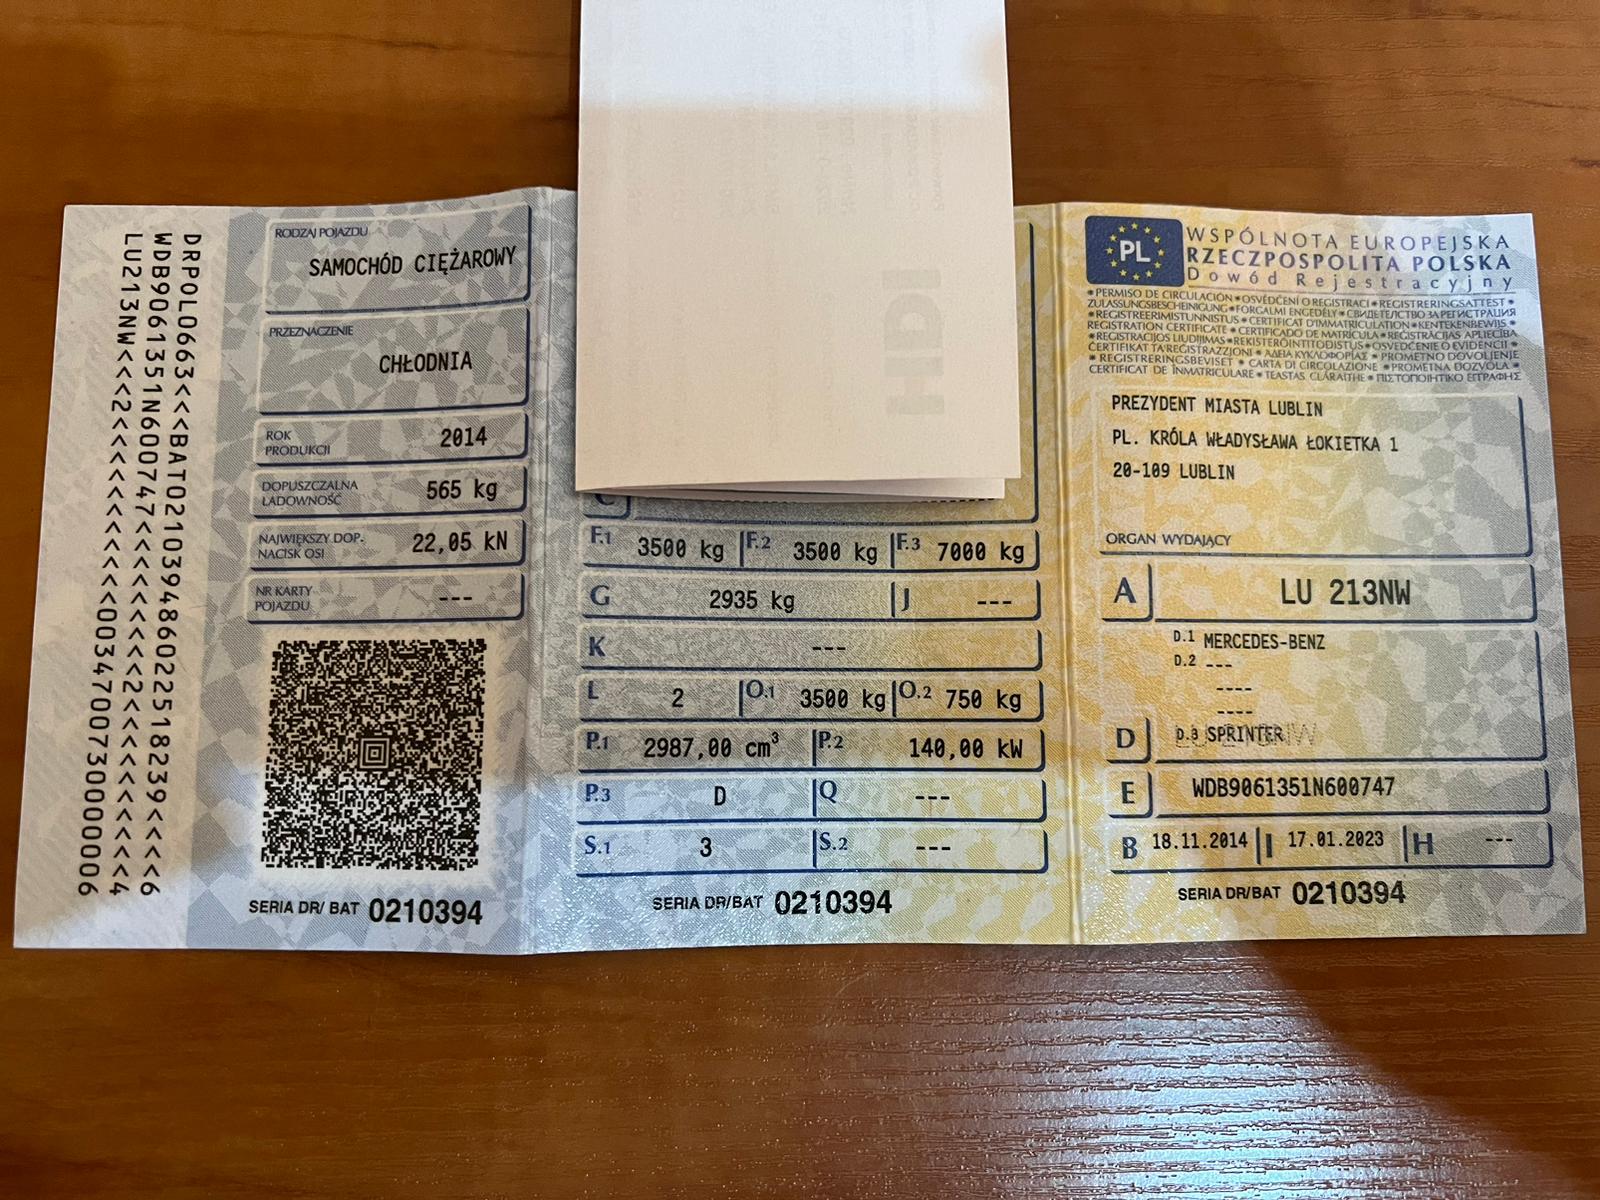 DRPOL0663<<<BAT02103948602251 8239<<<6
WDB9061351N600747<<<<<<<<22<<<<<<<<4
LU213NW<<<2<<<<<<<<<<<0034700730000006
RODZAJ POJAZDU
SAMOCHÓD CIĘŻAROWY
PRZEZNACZENIE
CHŁODNIA
ROK PRODUKCJI 2014
DOPUSZCZALNA ŁADOWNOŚĆ 565 kg
NAJWIĘKSZY DOP. NACISK OSI 22,05 kN
NR KARTY POJAZDU ---
SERIA DR/ BAT 0210394
C
F.1 3500 kg F.2 3500 kg F.3 7000 kg
G 2935 kg J ---
K ---
L 2 O.1 3500 kg O.2 750 kg
P.1 2987,00 cm³ P.2 140,00 kW
P.3 D Q ---
S.1 3 S.2 ---
SERIA DR/BAT 0210394
PL
WSPÓLNOTA EUROPEJSKA
RZECZPOSPOLITA POLSKA
Dowód Rejestracyjny
* PERMISO DE CIRCULACIÓN * OSVĚDČENÍ O REGISTRACI * REGISTRERINGSATTEST *
ZULASSUNGSBESCHEINIGUNG * FORGALMI ENGEDÉLY * СВИДЕТЕЛСТВО ЗА РЕГИСТРАЦИЯ
* REGISTREERIMISTUNNISTUS * CERTIFICAT D'IMMATRICULATION * KENTEKENBEWIJS *
REGISTRATION CERTIFICATE * CERTIFICADO DE MATRÍCULA * REĢISTRĀCIJAS APLIECĪBA
* REGISTRACIJOS LIUDIJIMAS * REKISTERÖINTITODISTUS * OSVEDČENIE O EVIDENCII *
ĊERTIFIKAT TA'REĠISTRAZZJONI * ΑΔΕΙΑ ΚΥΚΛΟΦΟΡΙΑΣ * PROMETNO DOVOLJENJE
* REGISTRERINGSBEVISET * CARTA DI CIRCOLAZIONE * PROMETNA DOZVOLA *
CERTIFICAT DE ÎNMATRICULARE * TEASTAS CLÁRAITHE * ΠΙΣΤΟΠΟΙΗΤΙΚΟ ΕΓΓΡΑΦΗΣ
PREZYDENT MIASTA LUBLIN
PL. KRÓLA WŁADYSŁAWA ŁOKIETKA 1
20-109 LUBLIN
ORGAN WYDAJĄCY
A LU 213NW
D.1 MERCEDES-BENZ
D.2 ---
----
----
D D.3 SPRINTER
E WDB9061351N600747
B 18.11.2014 I 17.01.2023 H ---
SERIA DR/BAT 0210394